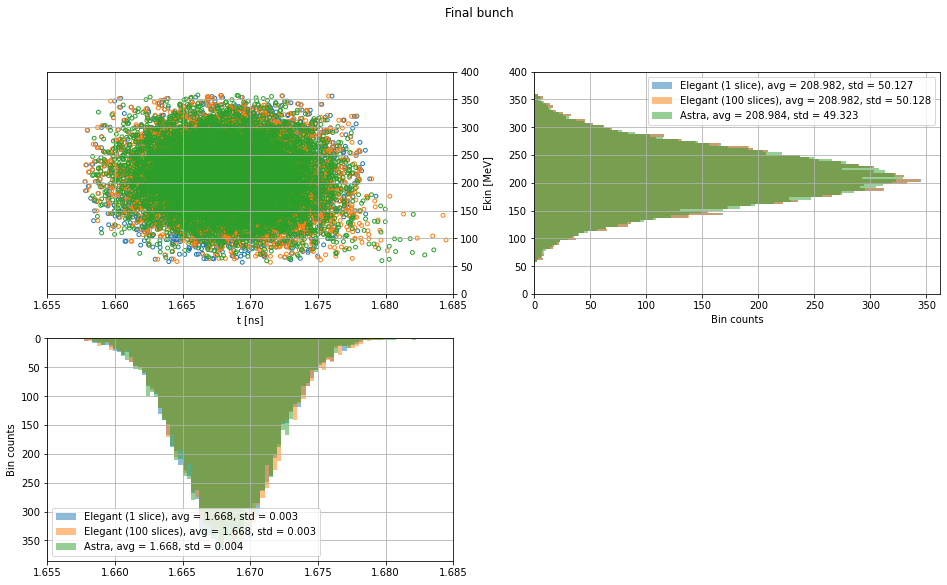 Final bunch
400
350
300
250
200
150
100
50
0
Ekin [MeV]
1.655 1.660 1.665 1.670 1.675 1.680 1.685
t [ns]
400
350
300
250
200
150
100
50
0
0 50 100 150 200 250 300 350
Bin counts
Elegant (1 slice), avg = 208.982, std = 50.127
Elegant (100 slices), avg = 208.982, std = 50.128
Astra, avg = 208.984, std = 49.323
0
50
100
150
200
250
300
350
Bin counts
Elegant (1 slice), avg = 1.668, std = 0.003
Elegant (100 slices), avg = 1.668, std = 0.003
Astra, avg = 1.668, std = 0.004
1.655 1.660 1.665 1.670 1.675 1.680 1.685